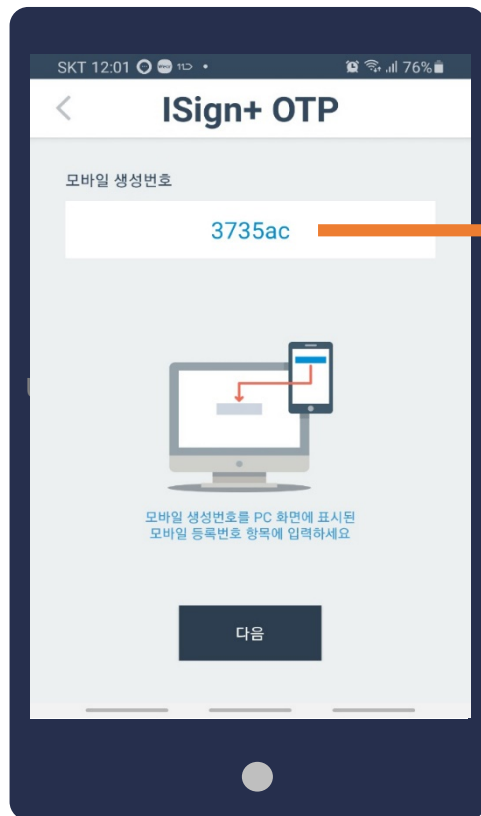 SKT 12:01
76%
ISign+ OTP
모바일 생성번호
3735ac
모바일 생성번호를 PC 화면에 표시된
모바일 등록번호 항목에 입력하세요
다음